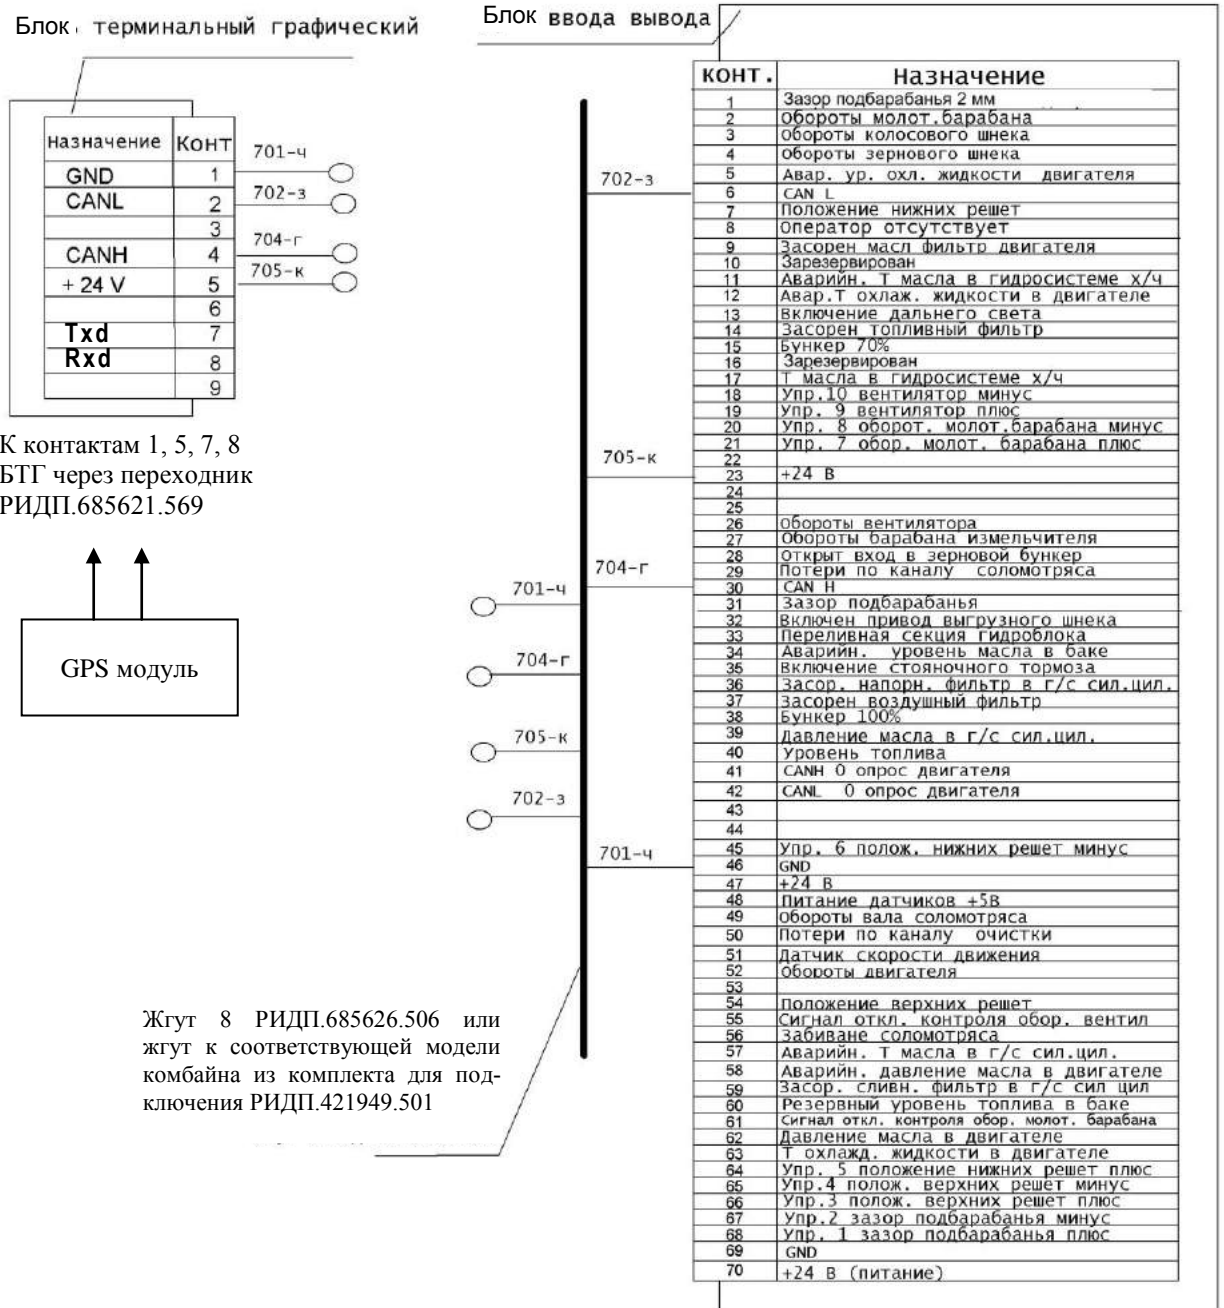 Блок терминальный графический
Назначение Конт
GND 1
CANL 2
3
CANH 4
+ 24 V 5
6
Txd 7
Rxd 8
9
701-ч
702-з
704-г
705-к
К контактам 1, 5, 7, 8
БТГ через переходник
РИДП.685621.569
GPS модуль
Блок ввода вывода
702-з
705-к
704-г
701-ч
701-ч
704-г
705-к
702-з
Жгут 8 РИДП.685626.506 или
жгут к соответствующей модели
комбайна из комплекта для под-
ключения РИДП.421949.501
КОНТ. Назначение
1 Зазор подбарабанья 2 мм
2 Обороты молот.барабана
3 Обороты колосового шнека
4 Обороты зернового шнека
5 Авар. ур. охл. жидкости двигателя
6 CAN L
7 Положение нижних решет
8 Оператор отсутствует
9 Засорен масл фильтр двигателя
10 Зарезервирован
11 Аварийн. Т масла в гидросистеме х/ч
12 Авар.Т охлаж. жидкости в двигателе
13 Включение дальнего света
14 Засорен топливный фильтр
15 Бункер 70%
16 Зарезервирован
17 Т масла в гидросистеме х/ч
18 Упр.10 вентилятор минус
19 Упр. 9 вентилятор плюс
20 Упр. 8 оборот. молот.барабана минус
21 Упр. 7 обор. молот. барабана плюс
22
23 +24 В
24
25
26 Обороты вентилятора
27 Обороты барабана измельчителя
28 Открыт вход в зерновой бункер
29 Потери по каналу соломотряса
30 CAN H
31 Зазор подбарабанья
32 Включен привод выгрузного шнека
33 Переливная секция гидроблока
34 Аварийн. уровень масла в баке
35 Включение стояночного тормоза
36 Засор. напорн. фильтр в г/с сил.цил.
37 Засорен воздушный фильтр
38 Бункер 100%
39 Давление масла в г/с сил.цил.
40 Уровень топлива
41 CANH 0 опрос двигателя
42 CANL 0 опрос двигателя
43
44
45 Упр. 6 полож. нижних решет минус
46 GND
47 +24 В
48 Питание датчиков +5В
49 Обороты вала соломотряса
50 Потери по каналу очистки
51 Датчик скорости движения
52 Обороты двигателя
53
54 Положение верхних решет
55 Сигнал откл. контроля обор. вентил
56 Забиване соломотряса
57 Аварийн. Т масла в г/с сил.цил.
58 Аварийн. давление масла в двигателе
59 Засор. сливн. фильтр в г/с сил цил
60 Резервный уровень топлива в баке
61 Сигнал откл. контроля обор. молот. барабана
62 Давление масла в двигателе
63 Т охлажд. жидкости в двигателе
64 Упр. 5 положение нижних решет плюс
65 Упр.4 полож. верхних решет минус
66 Упр.3 полож. верхних решет плюс
67 Упр.2 зазор подбарабанья минус
68 Упр. 1 зазор подбарабанья плюс
69 GND
70 +24 В (питание)